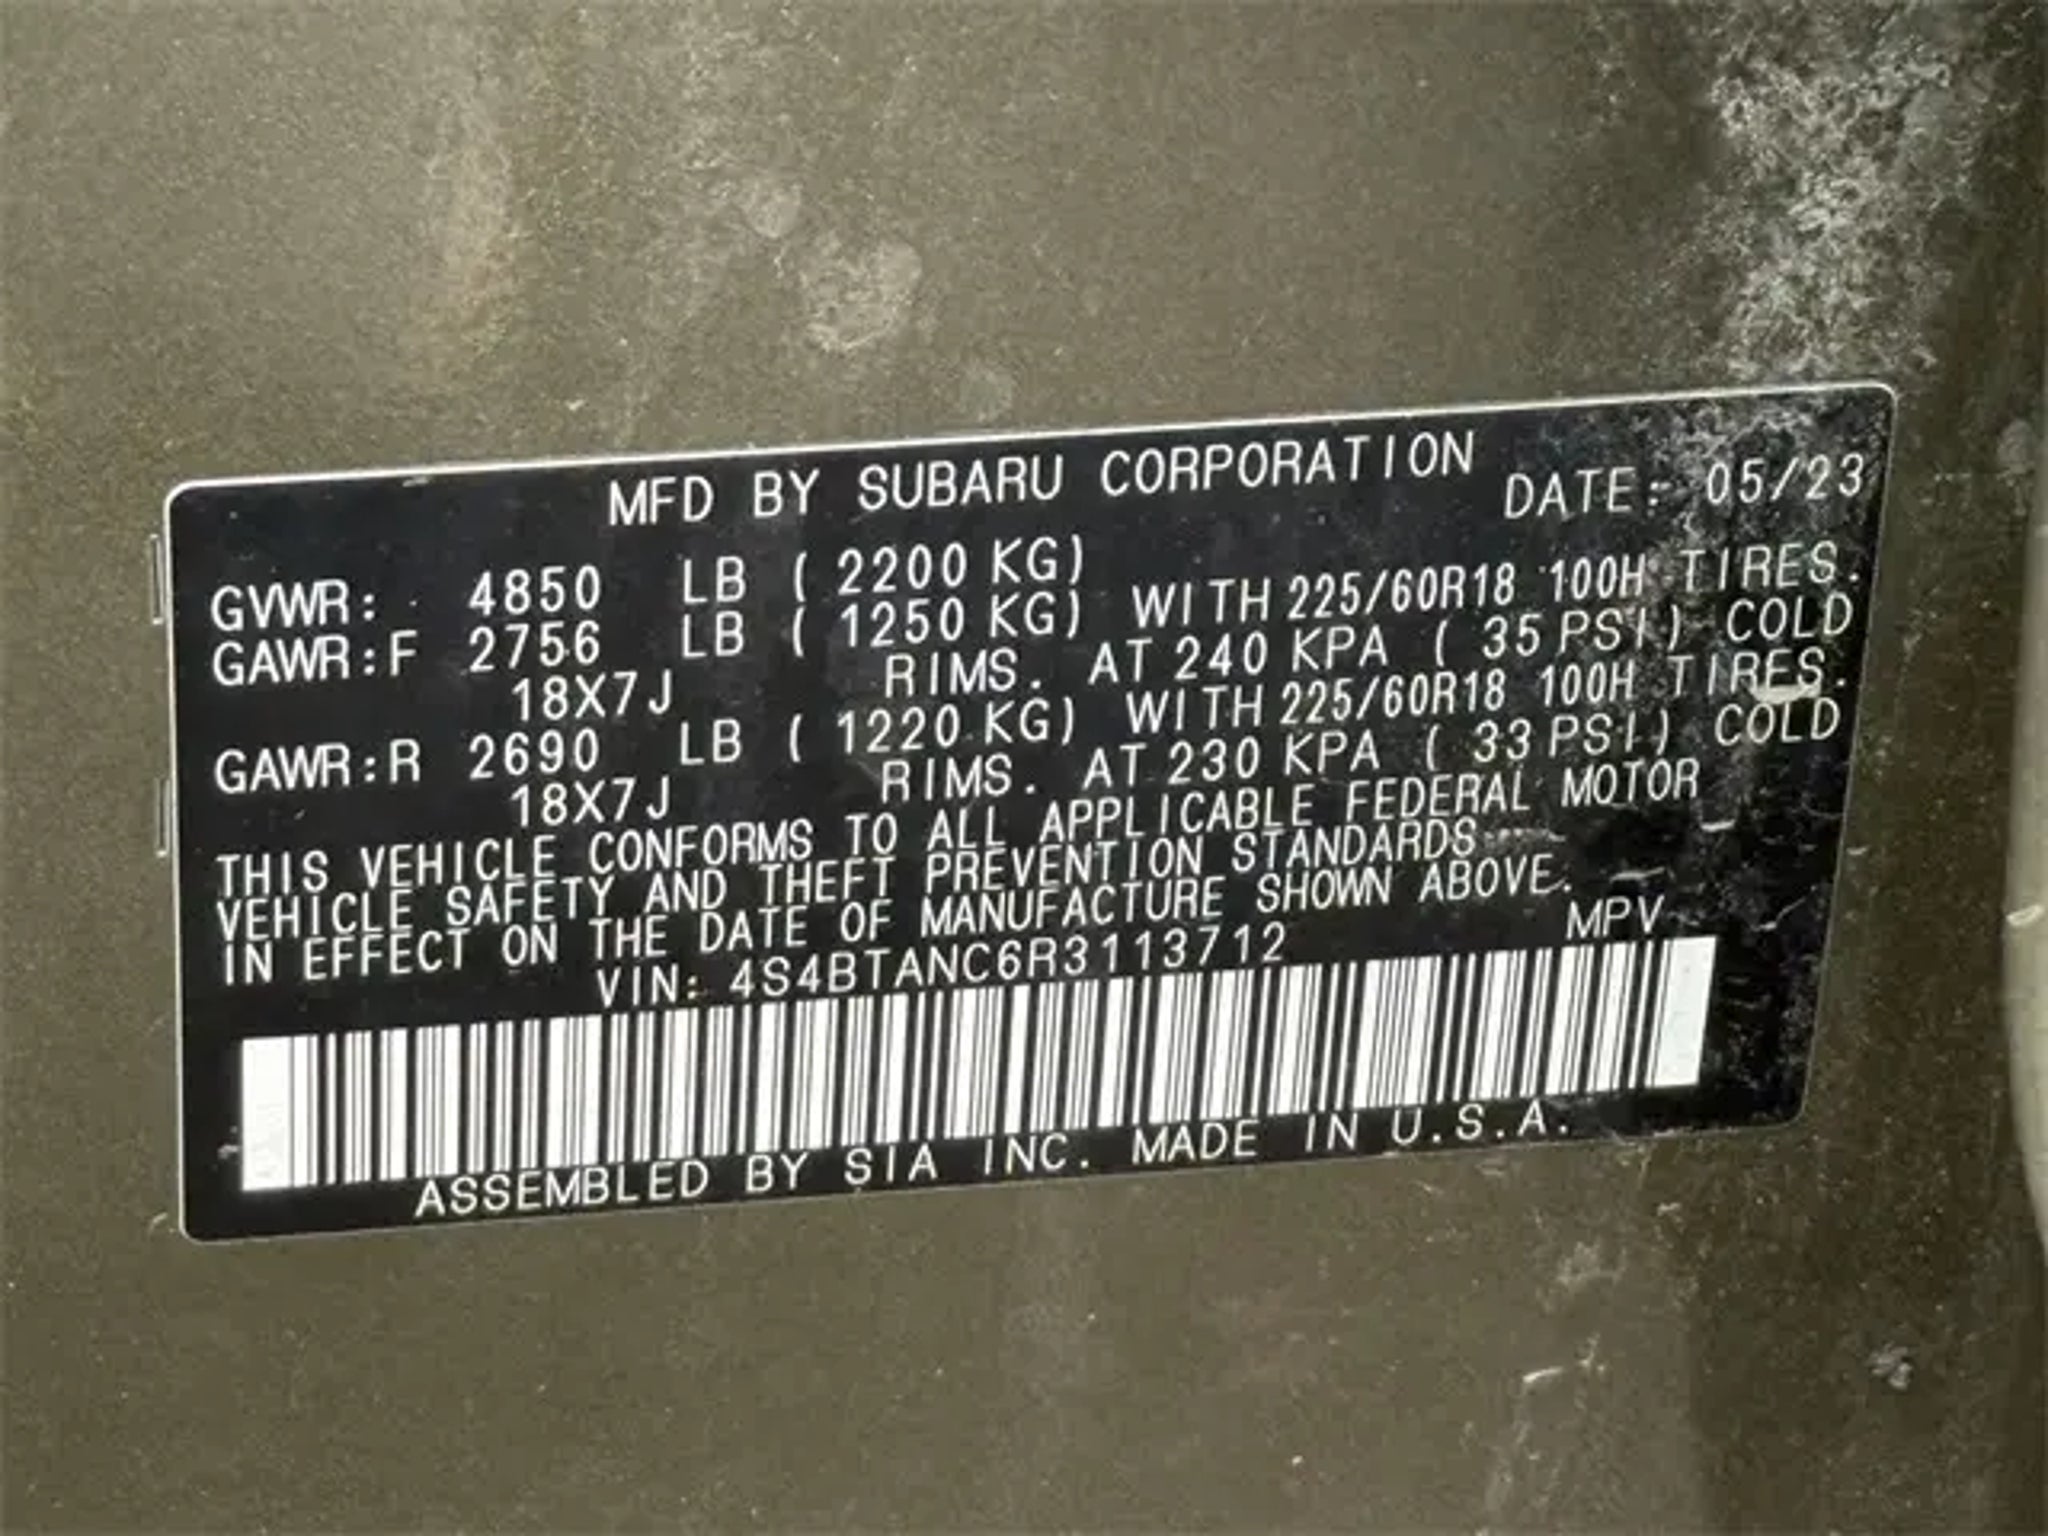 MFD BY SUBARU CORPORATION DATE: 05/23
GVWR: 4850 LB ( 2200 KG)
GAWR:F 2756 LB ( 1250 KG) WITH 225/60R18 100H TIRES.
18X7J RIMS. AT 240 KPA ( 35 PSI) COLD
GAWR:R 2690 LB ( 1220 KG) WITH 225/60R18 100H TIRES.
18X7J RIMS. AT 230 KPA ( 33 PSI) COLD
THIS VEHICLE CONFORMS TO ALL APPLICABLE FEDERAL MOTOR
VEHICLE SAFETY AND THEFT PREVENTION STANDARDS
IN EFFECT ON THE DATE OF MANUFACTURE SHOWN ABOVE.
VIN: 4S4BTANC6R3113712 MPV
ASSEMBLED BY SIA INC. MADE IN U.S.A.